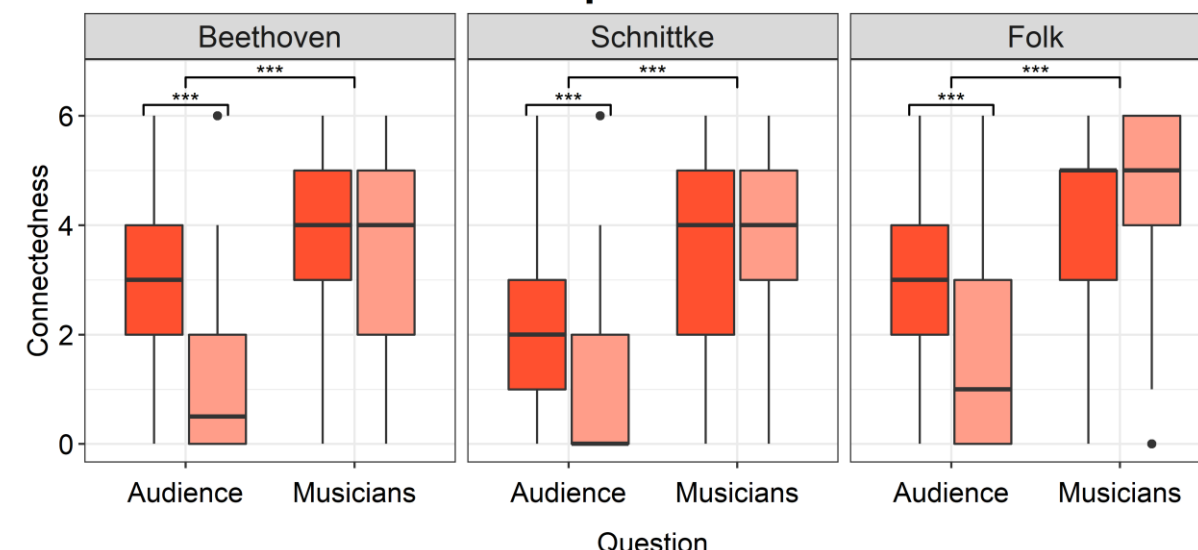 Beethoven Schnittke Folk
*** *** ***
*** *** ***
6
4
2
0
Connectedness
Audience Musicians Audience Musicians Audience Musicians
Question